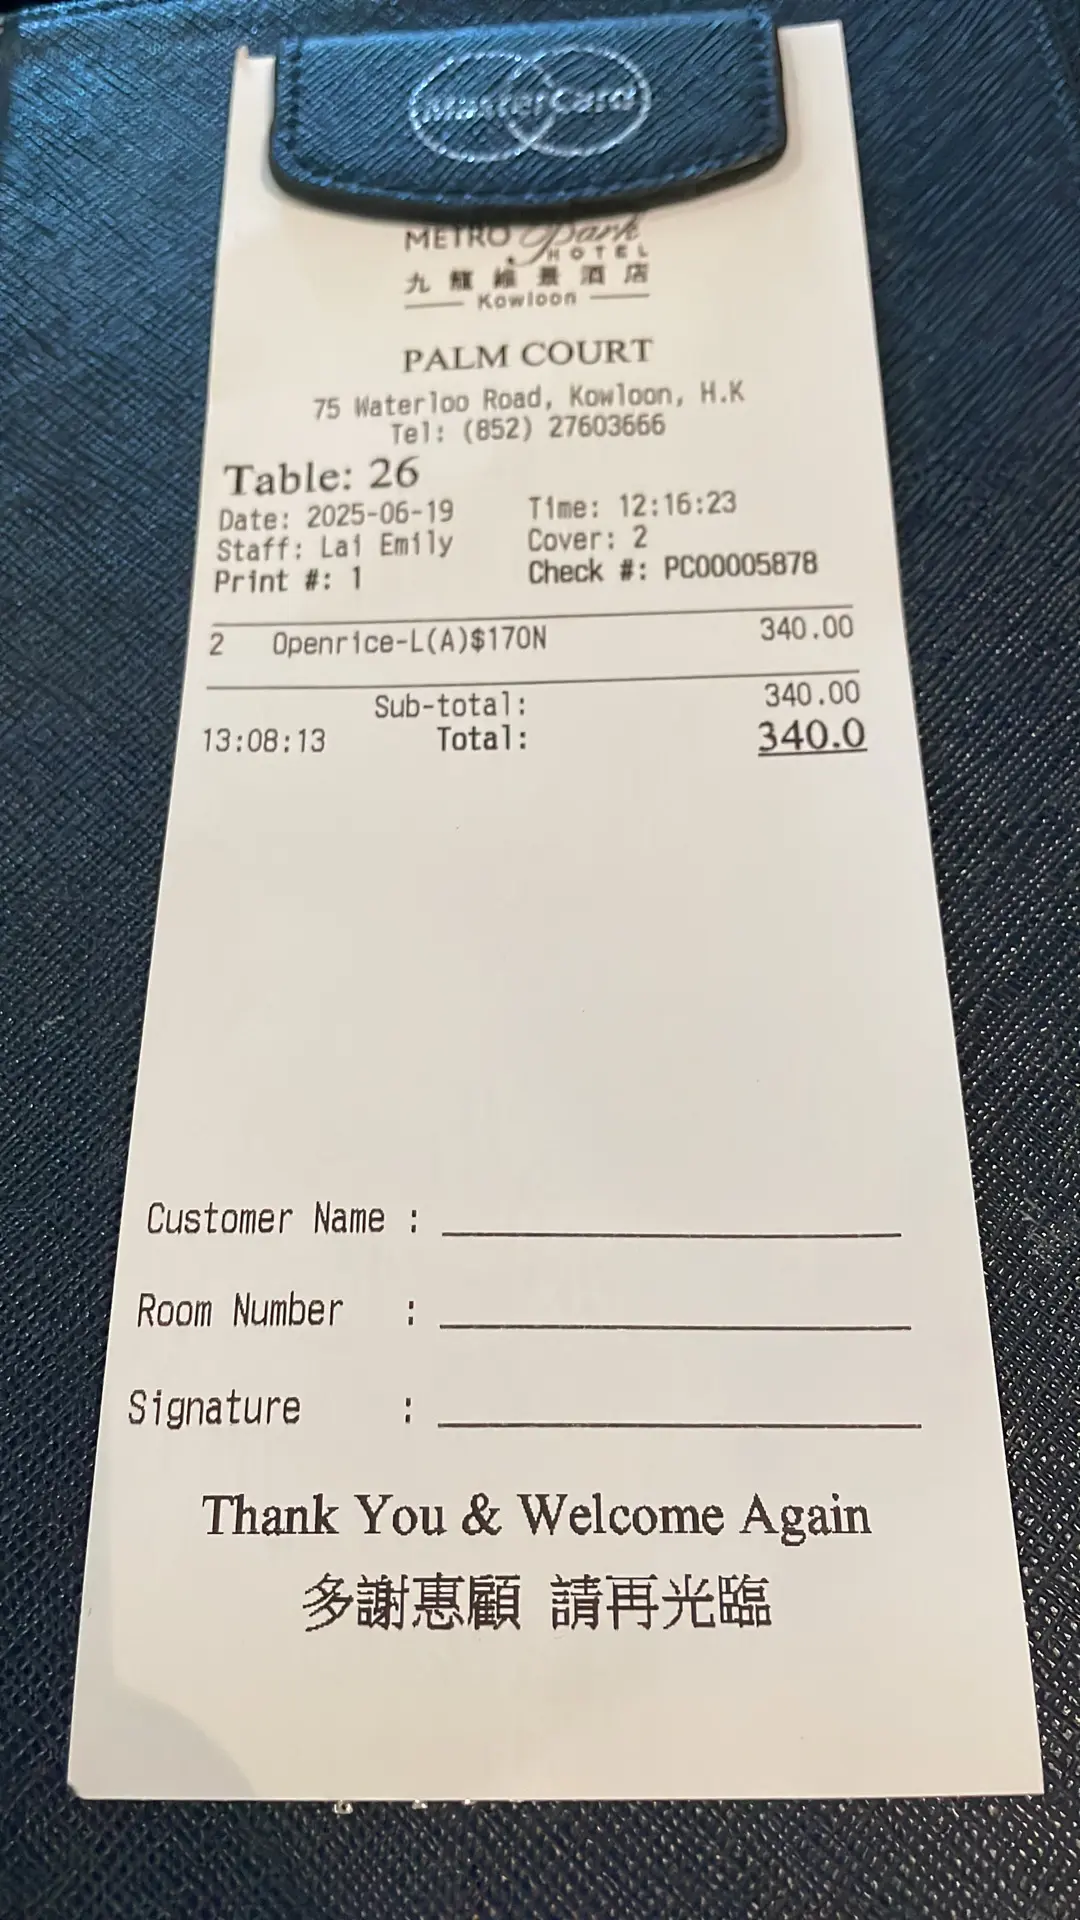 MasterCard
METRO Park
HOTEL
九龍維景酒店
Kowloon
PALM COURT
75 Waterloo Road, Kowloon, H.K
Tel: (852) 27603666
Table: 26
Date: 2025-06-19 Time: 12:16:23
Staff: Lai Emily Cover: 2
Print #: 1 Check #: PC00005878
2 Openrice-L(A)$170N 340.00
Sub-total: 340.00
13:08:13 Total: 340.0
Customer Name :
Room Number :
Signature :
Thank You & Welcome Again
多謝惠顧 請再光臨